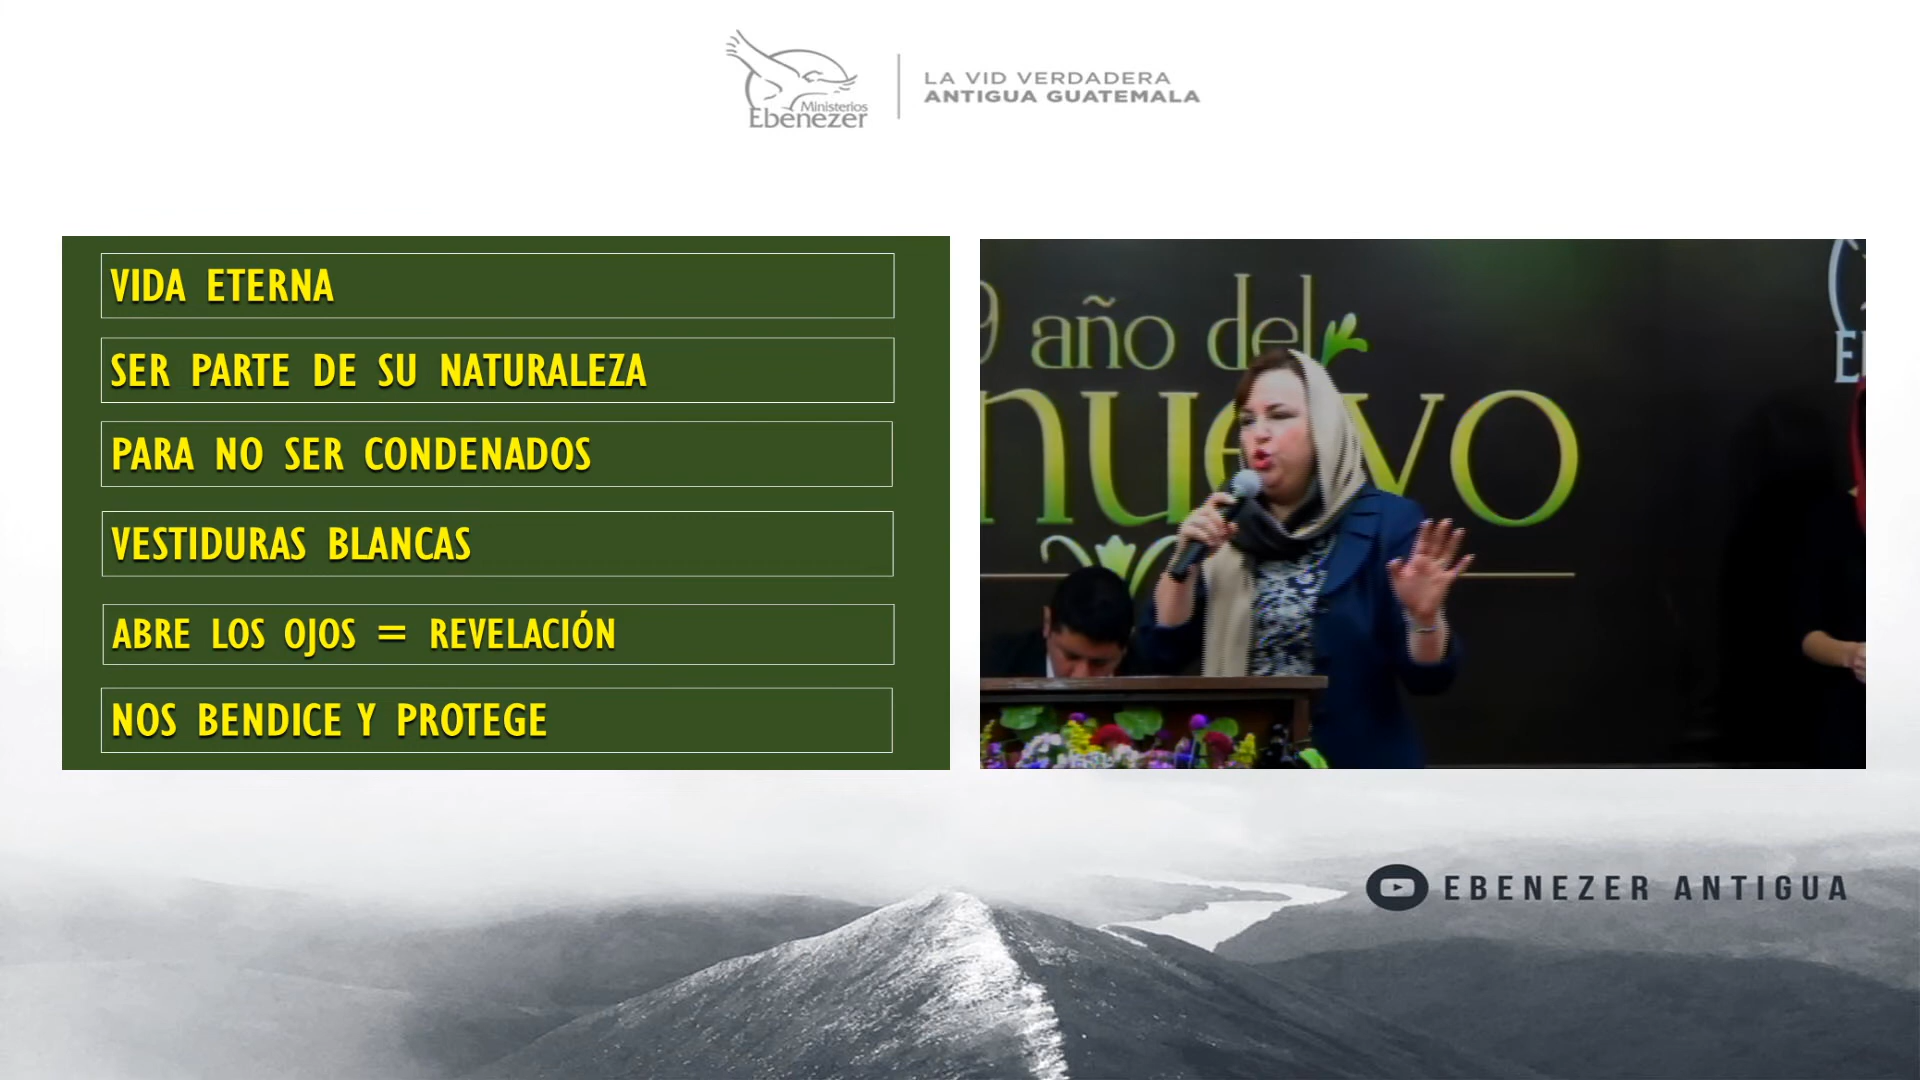 Ministerios
Ebenezer
LA VID VERDADERA
ANTIGUA GUATEMALA
VIDA ETERNA
SER PARTE DE SU NATURALEZA
PARA NO SER CONDENADOS
VESTIDURAS BLANCAS
ABRE LOS OJOS = REVELACIÓN
NOS BENDICE Y PROTEGE
9 año del
nuevo
EBENEZER ANTIGUA